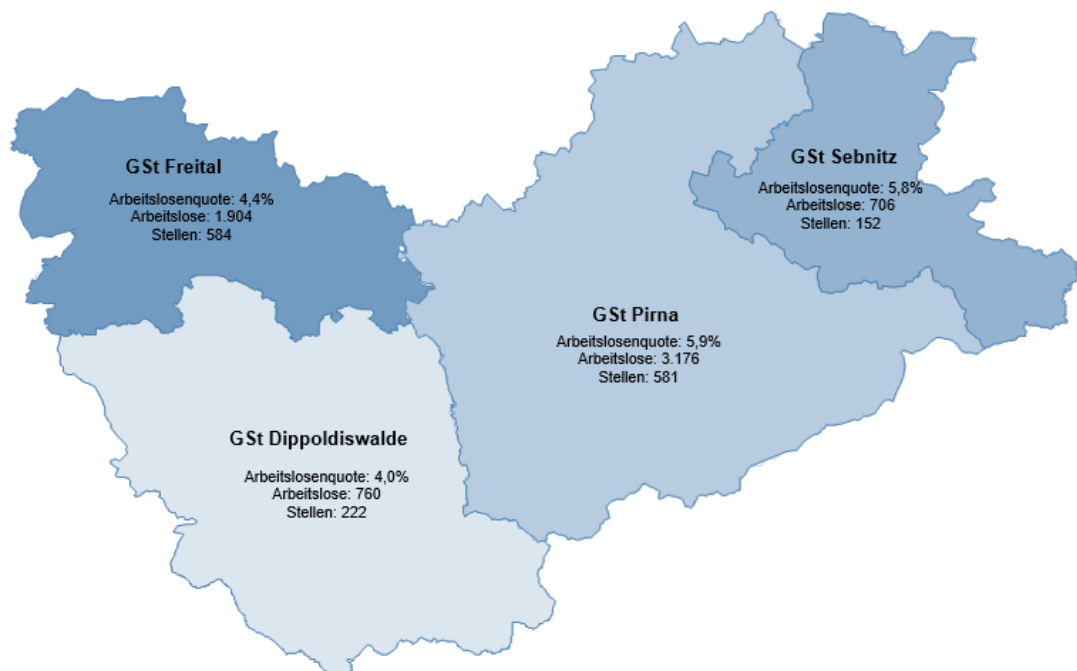 GSt Freital
Arbeitslosenquote: 4,4%
Arbeitslose: 1.904
Stellen: 584
GSt Sebnitz
Arbeitslosenquote: 5,8%
Arbeitslose: 706
Stellen: 152
GSt Pirna
Arbeitslosenquote: 5,9%
Arbeitslose: 3.176
Stellen: 581
GSt Dippoldiswalde
Arbeitslosenquote: 4,0%
Arbeitslose: 760
Stellen: 222